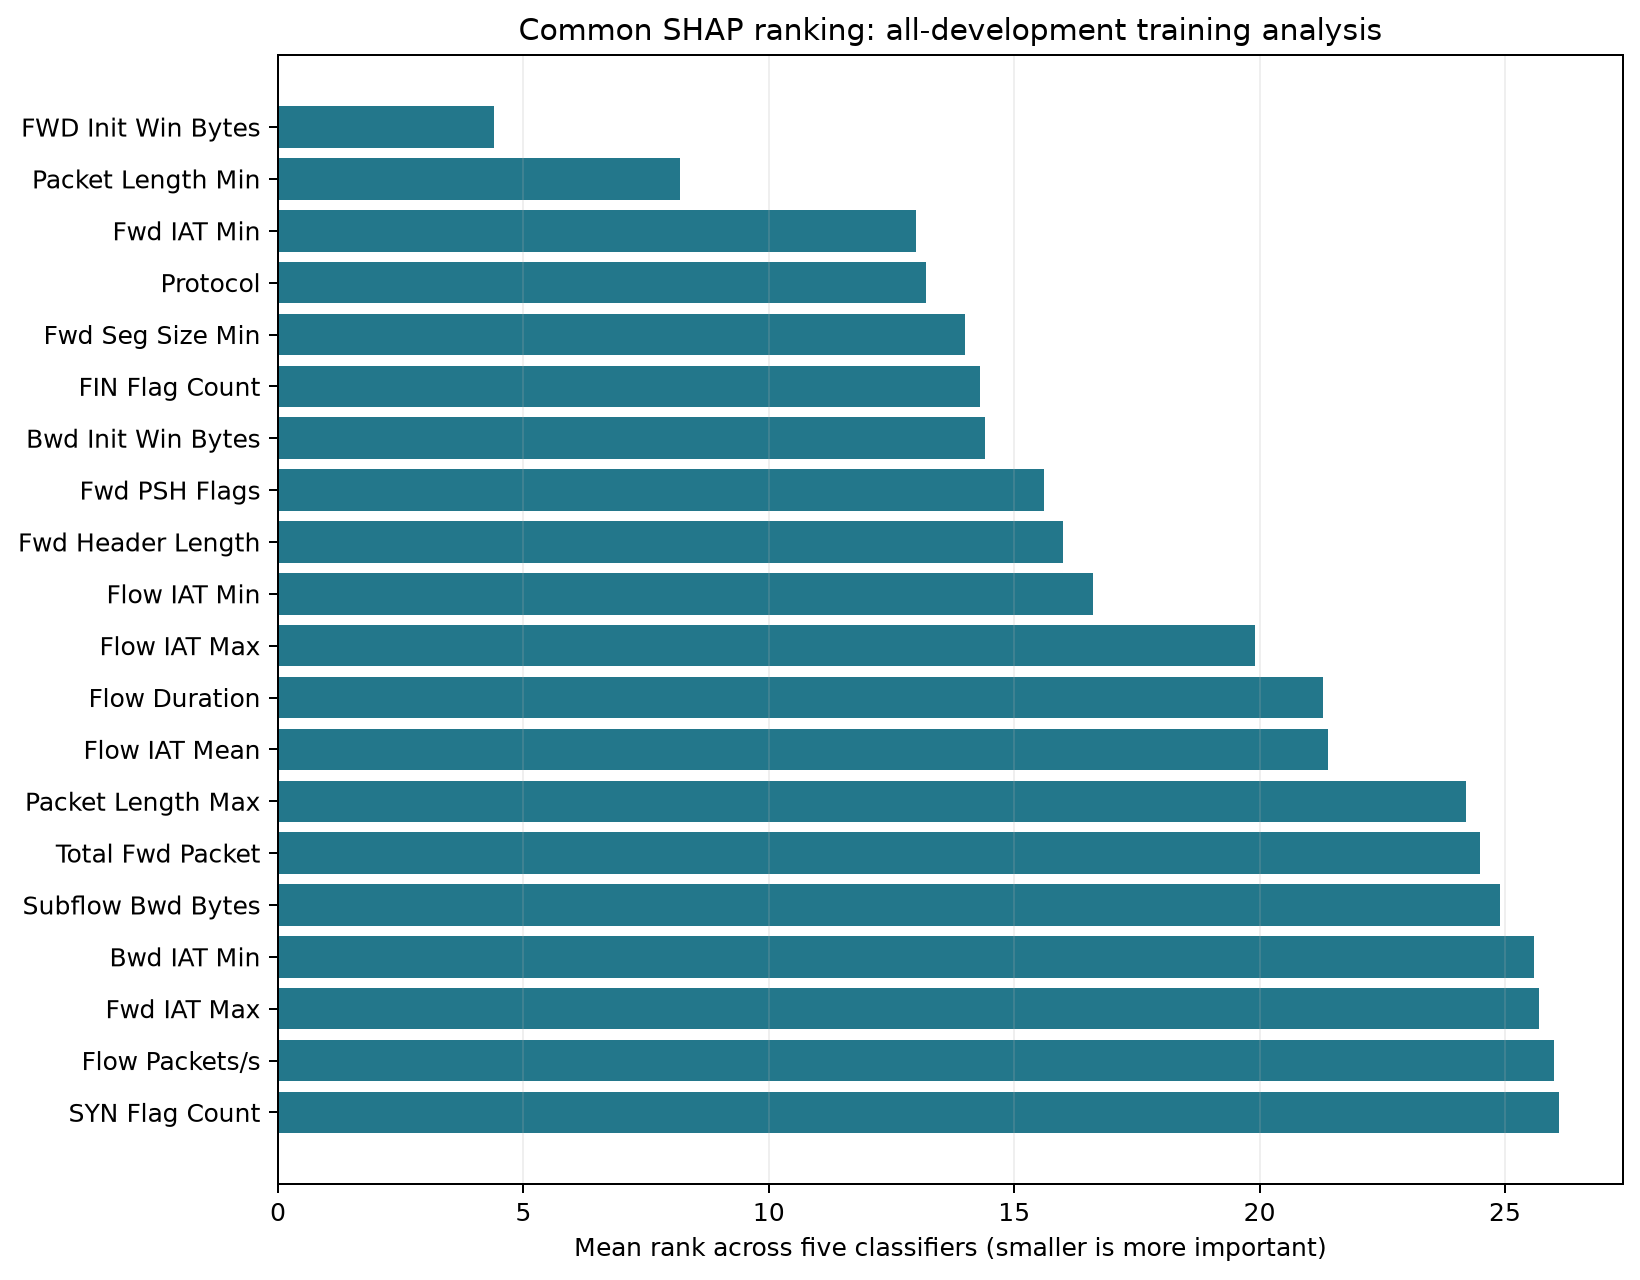 Common SHAP ranking: all-development training analysis
FWD Init Win Bytes
Packet Length Min
Fwd IAT Min
Protocol
Fwd Seg Size Min
FIN Flag Count
Bwd Init Win Bytes
Fwd PSH Flags
Fwd Header Length
Flow IAT Min
Flow IAT Max
Flow Duration
Flow IAT Mean
Packet Length Max
Total Fwd Packet
Subflow Bwd Bytes
Bwd IAT Min
Fwd IAT Max
Flow Packets/s
SYN Flag Count
0 5 10 15 20 25
Mean rank across five classifiers (smaller is more important)